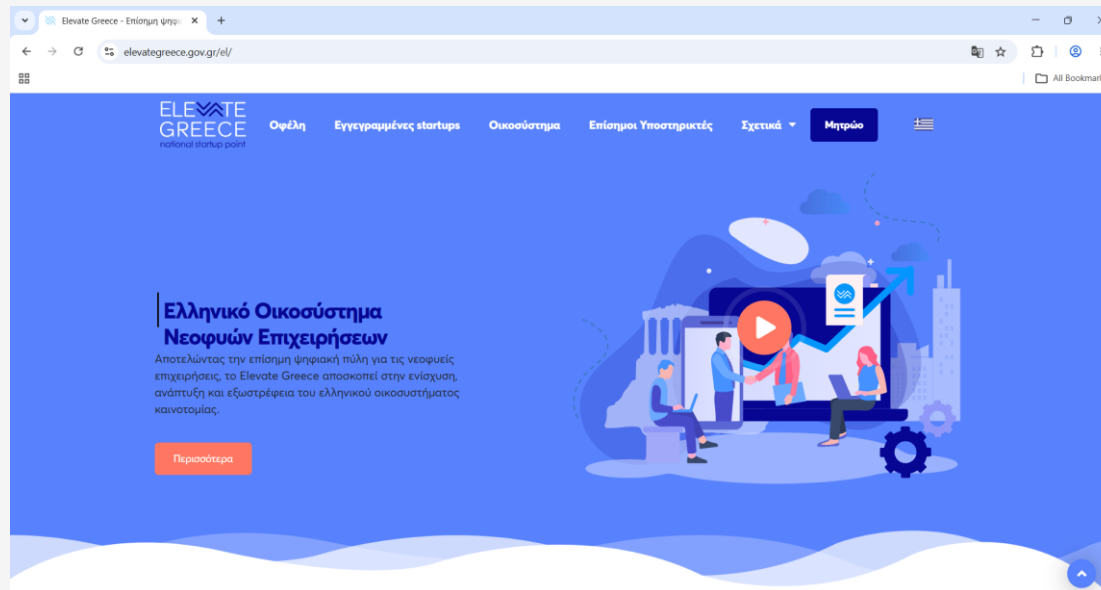 Elevate Greece - Επίσημη ψηφι
elevategreece.gov.gr/el/
All Bookmark
ELEVATE
GREECE
national startup point
Οφέλη Εγγεγραμμένες startups Οικοσύστημα Επίσημοι Υποστηρικτές Σχετικά Μητρώο
Ελληνικό Οικοσύστημα
Νεοφυών Επιχειρήσεων
Αποτελώντας την επίσημη ψηφιακή πύλη για τις νεοφυείς
επιχειρήσεις, το Elevate Greece αποσκοπεί στην ενίσχυση,
ανάπτυξη και εξωστρέφεια του ελληνικού οικοσυστήματος
καινοτομίας.
Περισσότερα